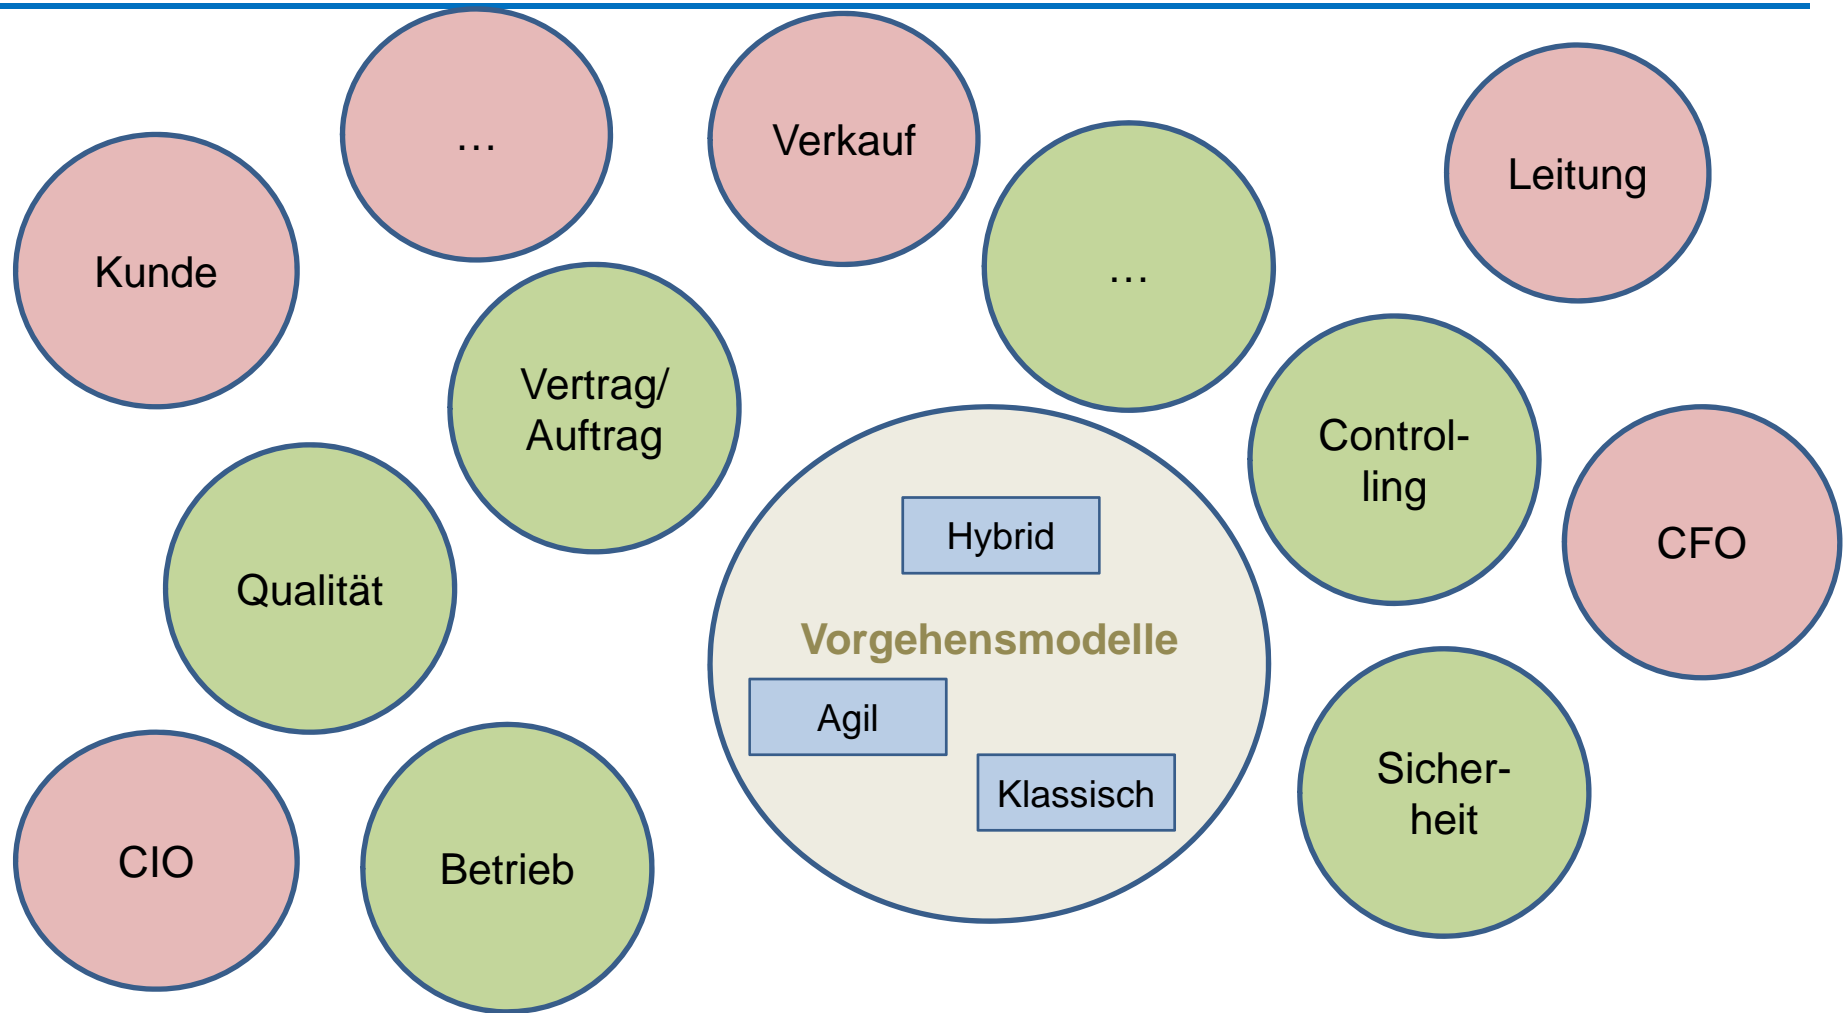 …
Verkauf
Leitung
Kunde
…
Vertrag/
Auftrag
Control-
ling
Hybrid
CFO
Qualität
Vorgehensmodelle
Agil
Klassisch
Sicher-
heit
CIO
Betrieb